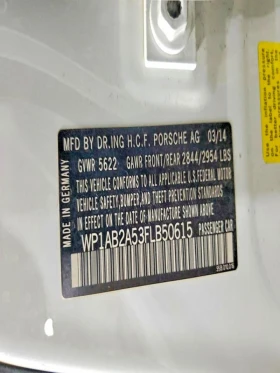 MFD BY DR.ING H.C.F. PORSCHE AG 03/14
GVWR 5622 GAWR FRONT/REAR 2844/2954 LBS
THIS VEHICLE CONFORMS TO ALL APPLICABLE U.S.FEDERAL MOTOR
VEHICLE SAFETY,BUMPER,AND THEFT PREVENTION STANDARDS
IN EFFECT ON THE DATE OF MANUFACTURE SHOWN ABOVE
WP1AB2A53FLB50615 PASSENGER CAR
MADE IN GERMANY